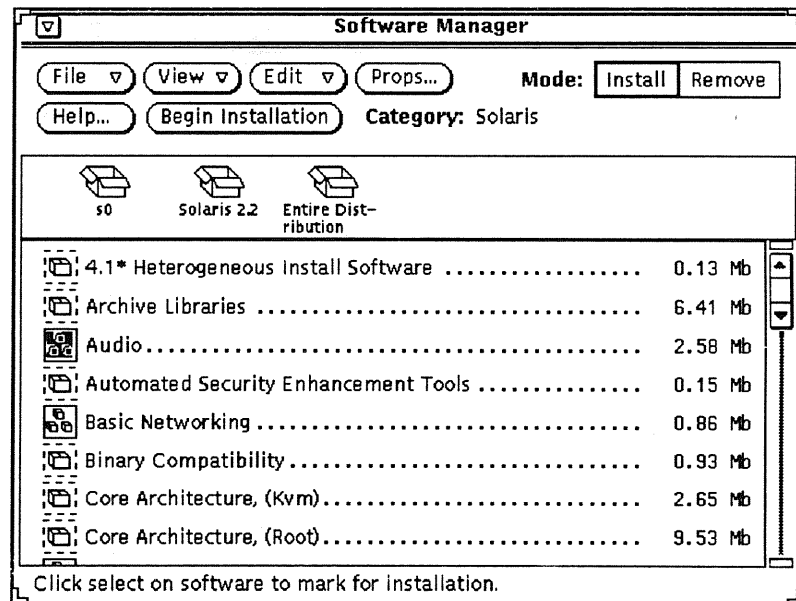 Software Manager
File View Edit Props... Mode: Install Remove
Help... Begin Installation Category: Solaris
s0 Solaris 2.2 Entire Dist-
ribution
4.1* Heterogeneous Install Software .................. 0.13 Mb
Archive Libraries ................................... 6.41 Mb
Audio............................................. 2.58 Mb
Automated Security Enhancement Tools ............... 0.15 Mb
Basic Networking ................................... 0.86 Mb
Binary Compatibility ................................ 0.93 Mb
Core Architecture, (Kvm)............................. 2.65 Mb
Core Architecture, (Root)............................. 9.53 Mb
Click select on software to mark for installation.